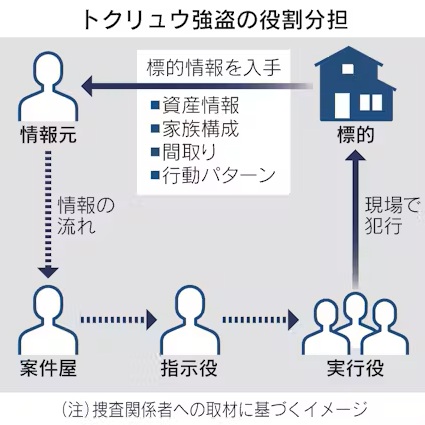 トクリュウ強盗の役割分担
標的情報を入手
■資産情報
■家族構成
■間取り
■行動パターン
情報元
標的
情報の
流れ
現場で
犯行
案件屋
指示役
実行役
(注)捜査関係者への取材に基づくイメージ